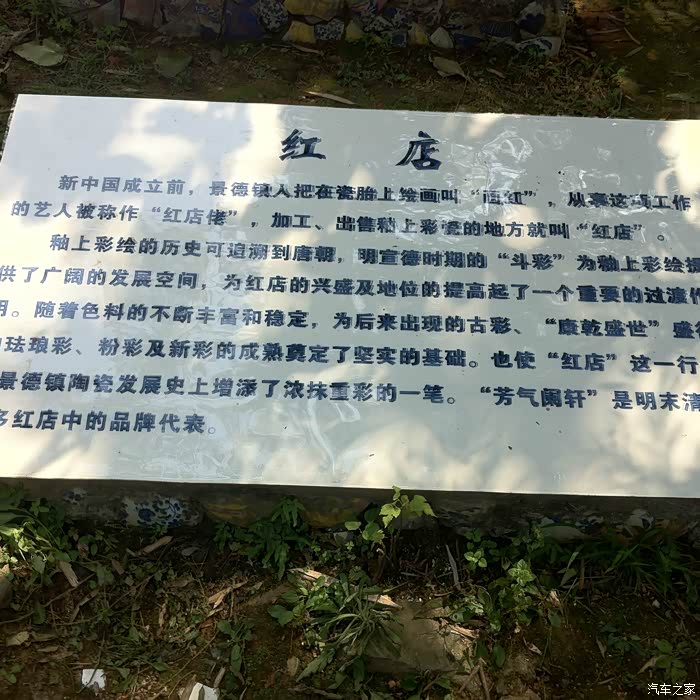 红店
新中国成立前，景德镇人把在瓷胎上绘画叫“画红”，从事这项工作
的艺人被称作“红店佬”，加工、出售釉上彩瓷的地方就叫“红店”。
釉上彩绘的历史可追溯到唐朝，明宣德时期的“斗彩”为釉上彩绘提
供了广阔的发展空间，为红店的兴盛及地位的提高起了一个重要的过渡作
用。随着色料的不断丰富和稳定，为后来出现的古彩、“康乾盛世”盛
珐琅彩、粉彩及新彩的成熟奠定了坚实的基础。也使“红店”这一行
景德镇陶瓷发展史上增添了浓抹重彩的一笔。“芳气阑轩”是明末清
多红店中的品牌代表。
汽车之家